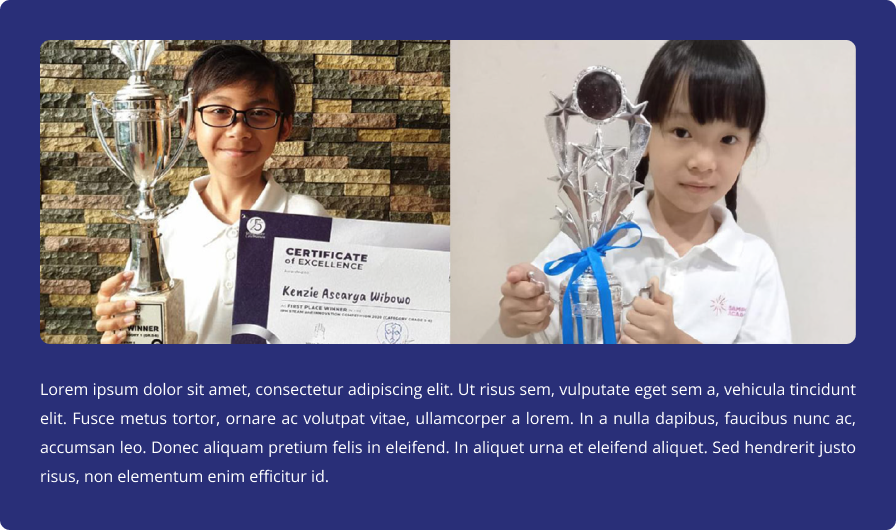 CERTIFICATE
of EXCELLENCE
Kenzie Ascarya Wibowo
FIRST PLACE WINNER
WINNER
Lorem ipsum dolor sit amet, consectetur adipiscing elit. Ut risus sem, vulputate eget sem a, vehicula tincidunt
elit. Fusce metus tortor, ornare ac volutpat vitae, ullamcorper a lorem. In a nulla dapibus, faucibus nunc ac,
accumsan leo. Donec aliquam pretium felis in eleifend. In aliquet urna et eleifend aliquet. Sed hendrerit justo
risus, non elementum enim efficitur id.